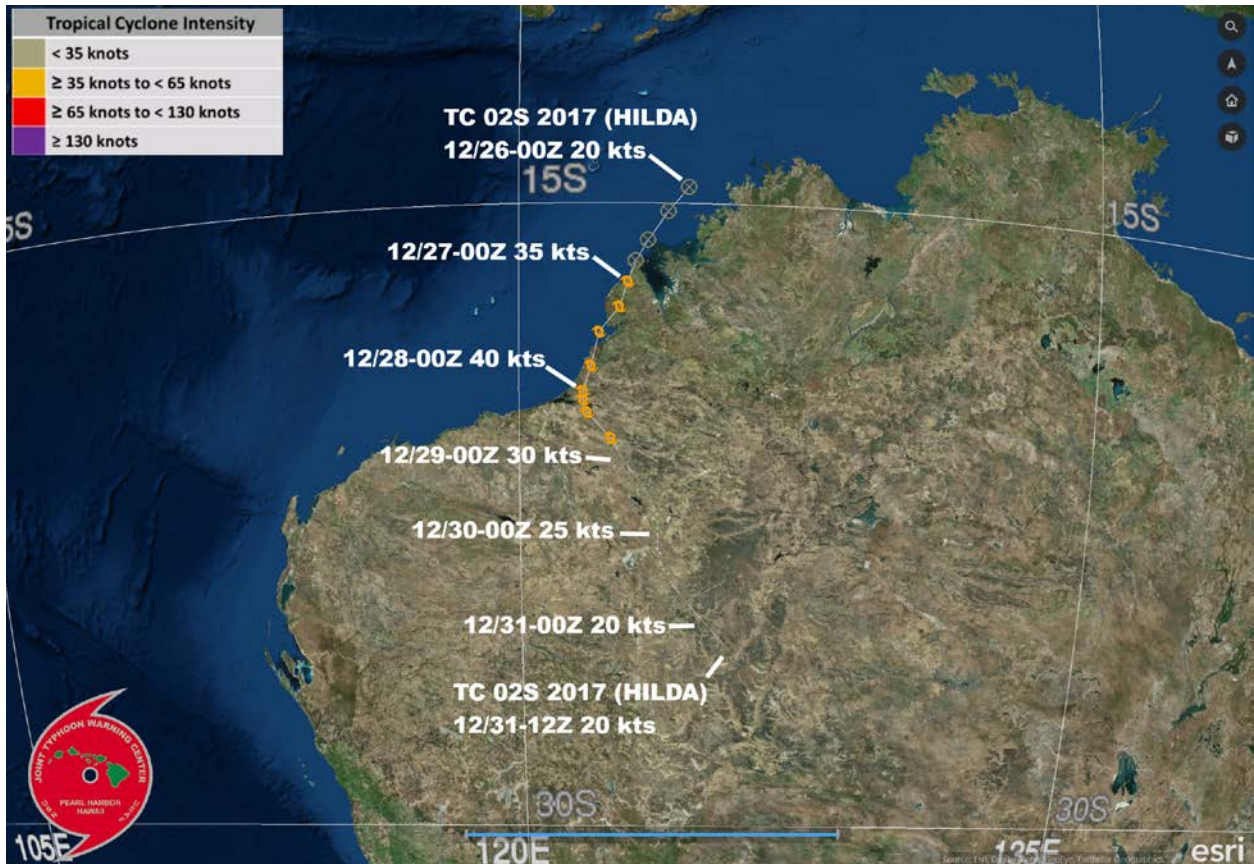 Tropical Cyclone Intensity
< 35 knots
≥ 35 knots to < 65 knots
≥ 65 knots to < 130 knots
≥ 130 knots
TC 02S 2017 (HILDA)
12/26-00Z 20 kts
15S
15S
5S
12/27-00Z 35 kts
12/28-00Z 40 kts
12/29-00Z 30 kts
12/30-00Z 25 kts
12/31-00Z 20 kts
TC 02S 2017 (HILDA)
12/31-12Z 20 kts
JOINT TYPHOON WARNING CENTER
PEARL HARBOR
HAWAII
30S
30S
105E
120E
135E
esri